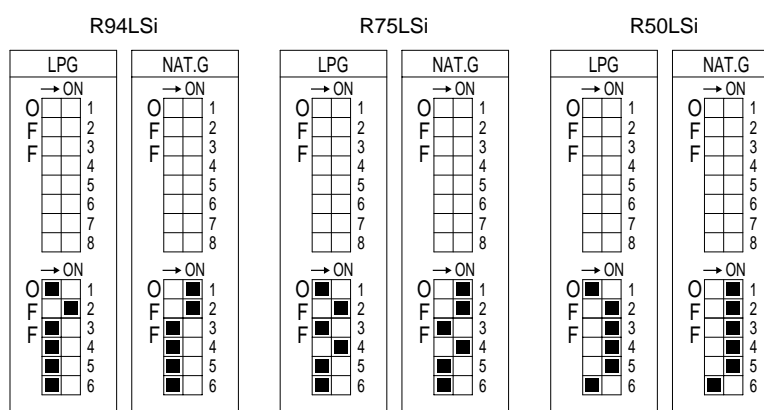 R94LSi R75LSi R50LSi
LPG NAT.G LPG NAT.G LPG NAT.G
→ ON → ON → ON → ON → ON → ON
O 1 O 1 O 1 O 1 O 1 O 1
F 2 F 2 F 2 F 2 F 2 F 2
F 3 F 3 F 3 F 3 F 3 F 3
4 4 4 4 4 4
5 5 5 5 5 5
6 6 6 6 6 6
7 7 7 7 7 7
8 8 8 8 8 8
→ ON → ON → ON → ON → ON → ON
O 1 O 1 O 1 O 1 O 1 O 1
F 2 F 2 F 2 F 2 F 2 F 2
F 3 F 3 F 3 F 3 F 3 F 3
4 4 4 4 4 4
5 5 5 5 5 5
6 6 6 6 6 6